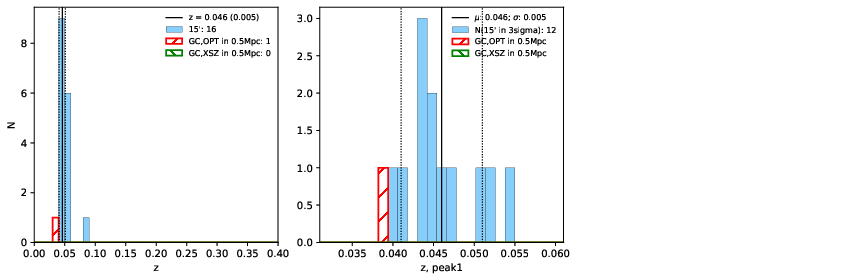 z = 0.046 (0.005)
15': 16
GC,OPT in 0.5Mpc: 1
GC,XSZ in 0.5Mpc: 0
N
8
6
4
2
0
0.00 0.05 0.10 0.15 0.20 0.25 0.30 0.35 0.40
z
μ: 0.046; σ: 0.005
N(15' in 3sigma): 12
GC,OPT in 0.5Mpc
GC,XSZ in 0.5Mpc
3.0
2.5
2.0
1.5
1.0
0.5
0.0
0.035 0.040 0.045 0.050 0.055 0.060
z, peak1